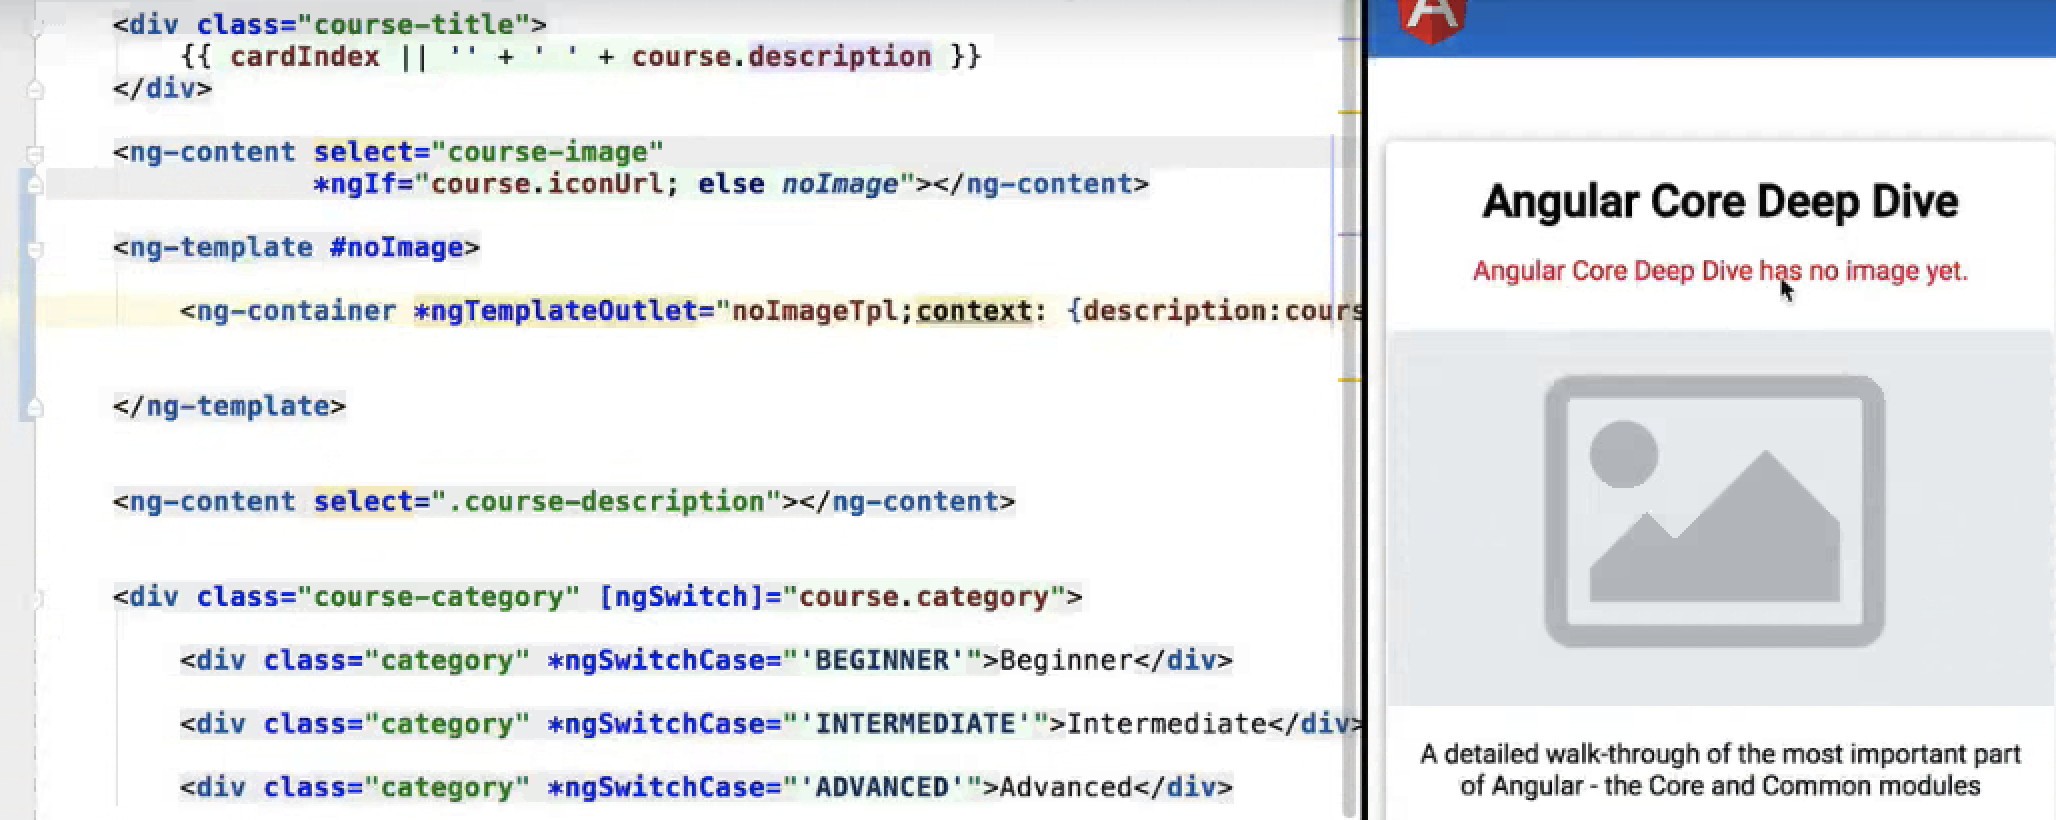 <div class="course-title">
{{ cardIndex || '' + ' ' + course.description }}
</div>
<ng-content select="course-image"
*ngIf="course.iconUrl; else noImage"></ng-content>
<ng-template #noImage>
<ng-container *ngTemplateOutlet="noImageTpl;context: {description:cours
</ng-template>
<ng-content select=".course-description"></ng-content>
<div class="course-category" [ngSwitch]="course.category">
<div class="category" *ngSwitchCase="'BEGINNER'">Beginner</div>
<div class="category" *ngSwitchCase="'INTERMEDIATE'">Intermediate</div>
<div class="category" *ngSwitchCase="'ADVANCED'">Advanced</div>
A
Angular Core Deep Dive
Angular Core Deep Dive has no image yet.
A detailed walk-through of the most important part
of Angular - the Core and Common modules